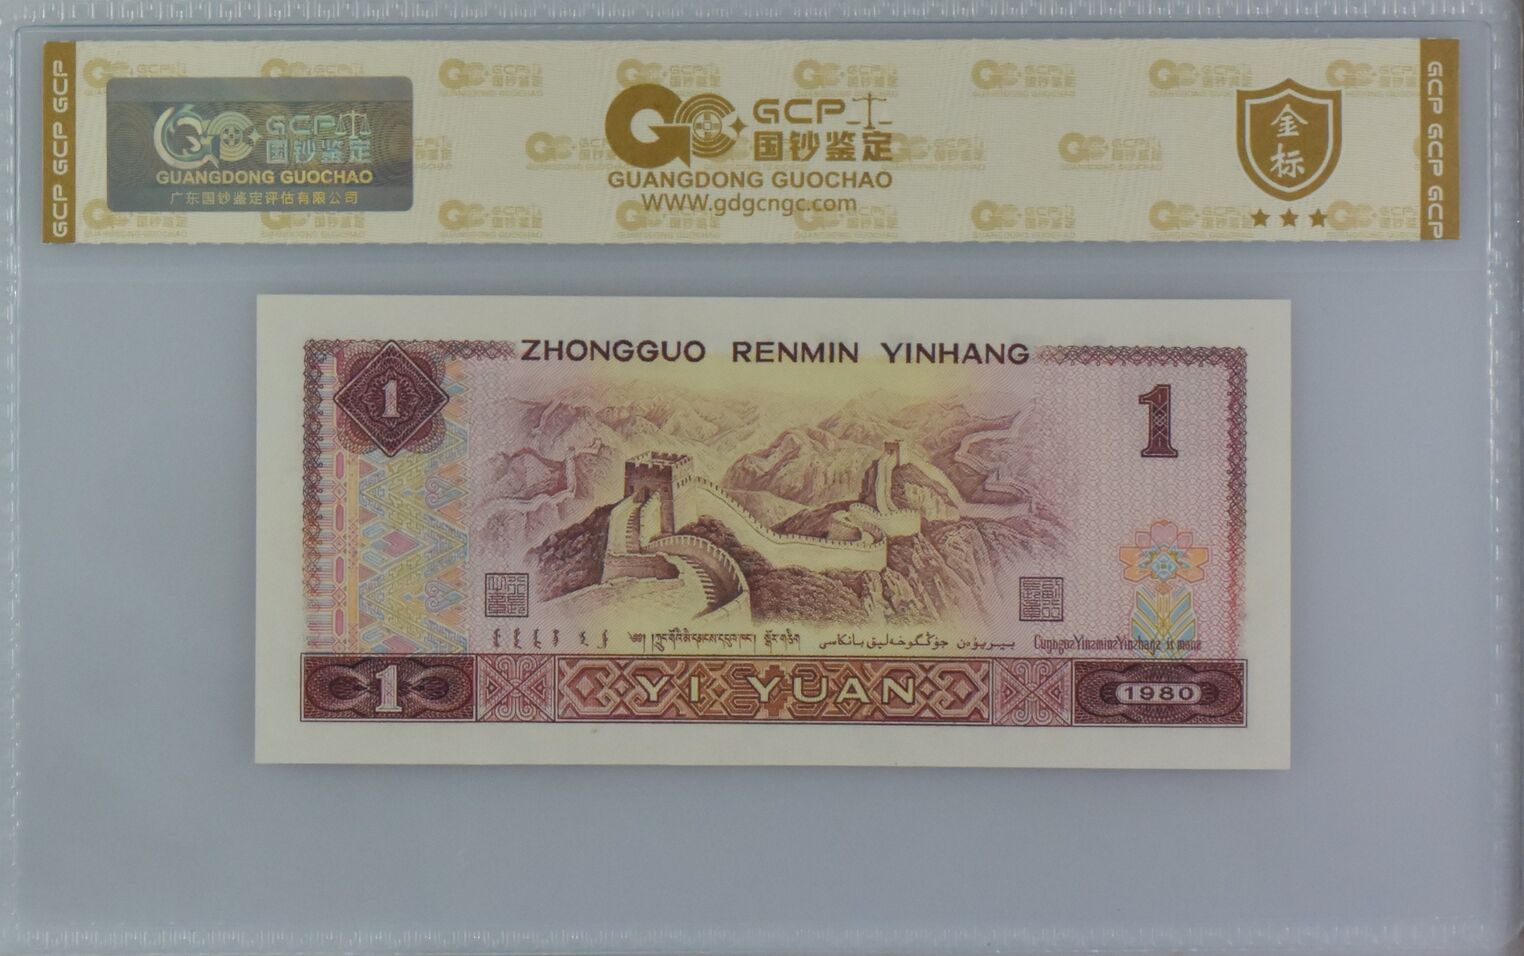 GCP GCP GCP
GCP
国钞鉴定
GUANGDONG GUOCHAO
广东国钞鉴定评估有限公司
GCP
国钞鉴定
GUANGDONG GUOCHAO
WWW.gdgcngc.com
金
标
GCP GCP GCP
ZHONGGUO RENMIN YINHANG
1
1
1
YI YUAN
1980